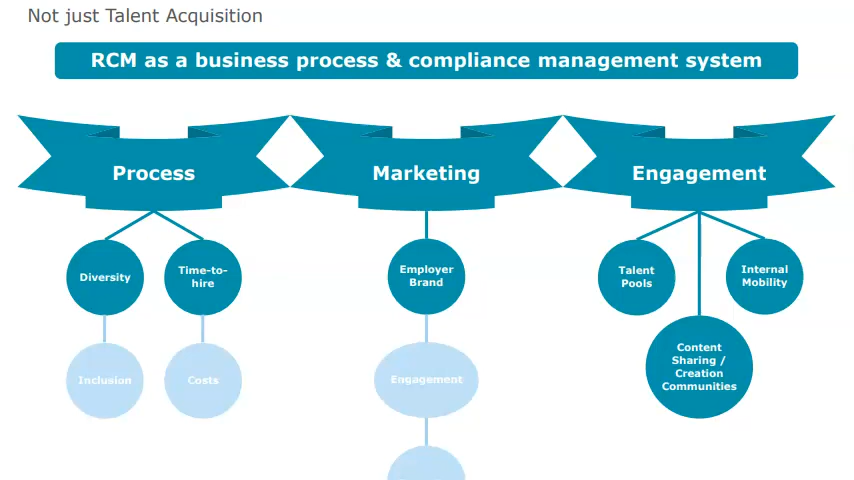 Not just Talent Acquisition
RCM as a business process & compliance management system
Process
Marketing
Engagement
Diversity
Time-to-
hire
Employer
Brand
Talent
Pools
Internal
Mobility
Content
Sharing /
Creation
Communities
Inclusion
Costs
Engagement